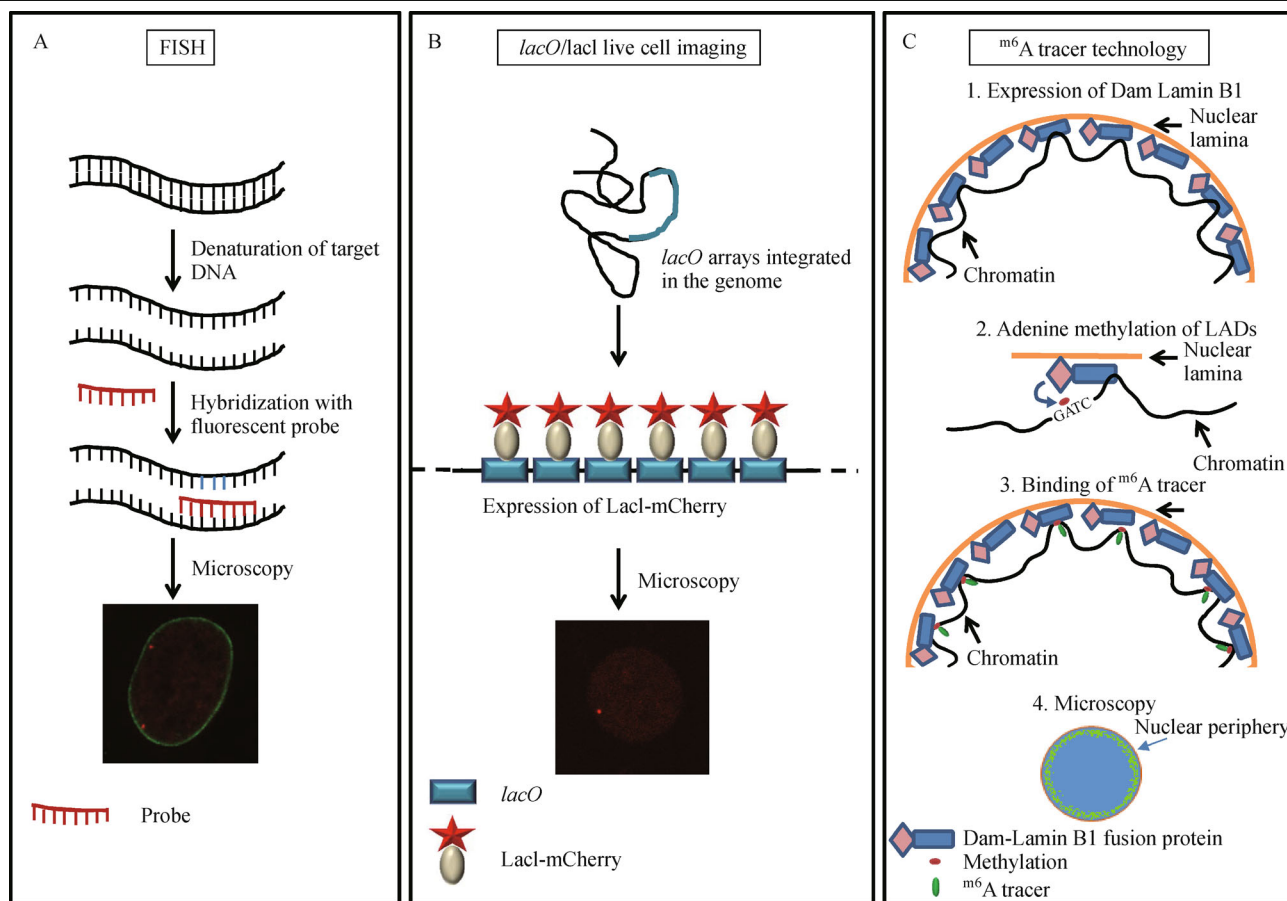 A
FISH
Denaturation of target
DNA
Hybridization with
fluorescent probe
Microscopy
Probe
B
lacO/lacI live cell imaging
lacO arrays integrated
in the genome
Expression of LacI-mCherry
Microscopy
lacO
LacI-mCherry
C
m6A tracer technology
1. Expression of Dam Lamin B1
Nuclear
lamina
Chromatin
2. Adenine methylation of LADs
Nuclear
lamina
GATC
Chromatin
3. Binding of m6A tracer
Chromatin
4. Microscopy
Nuclear periphery
Dam-Lamin B1 fusion protein
Methylation
m6A tracer